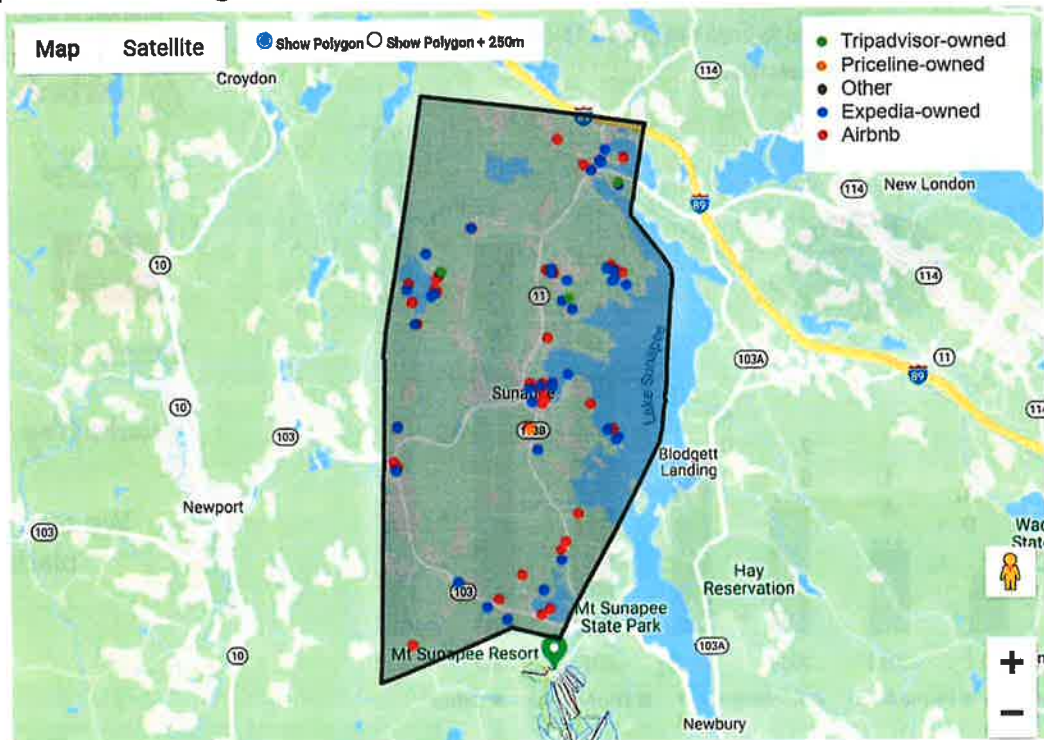 Map Satellite
Show Polygon Show Polygon + 250m
Tripadvisor-owned
Priceline-owned
Other
Expedia-owned
Airbnb
Croydon
114
114
New London
89
10
114
11
Lake Sunapee
103A
11
89
10
Sunapee
114
103
103B
Blodgett
Landing
Newport
103
Hay
Reservation
103
Mt Sunapee
State Park
Mt Sunapee Resort
103A
10
+
Newbury
−